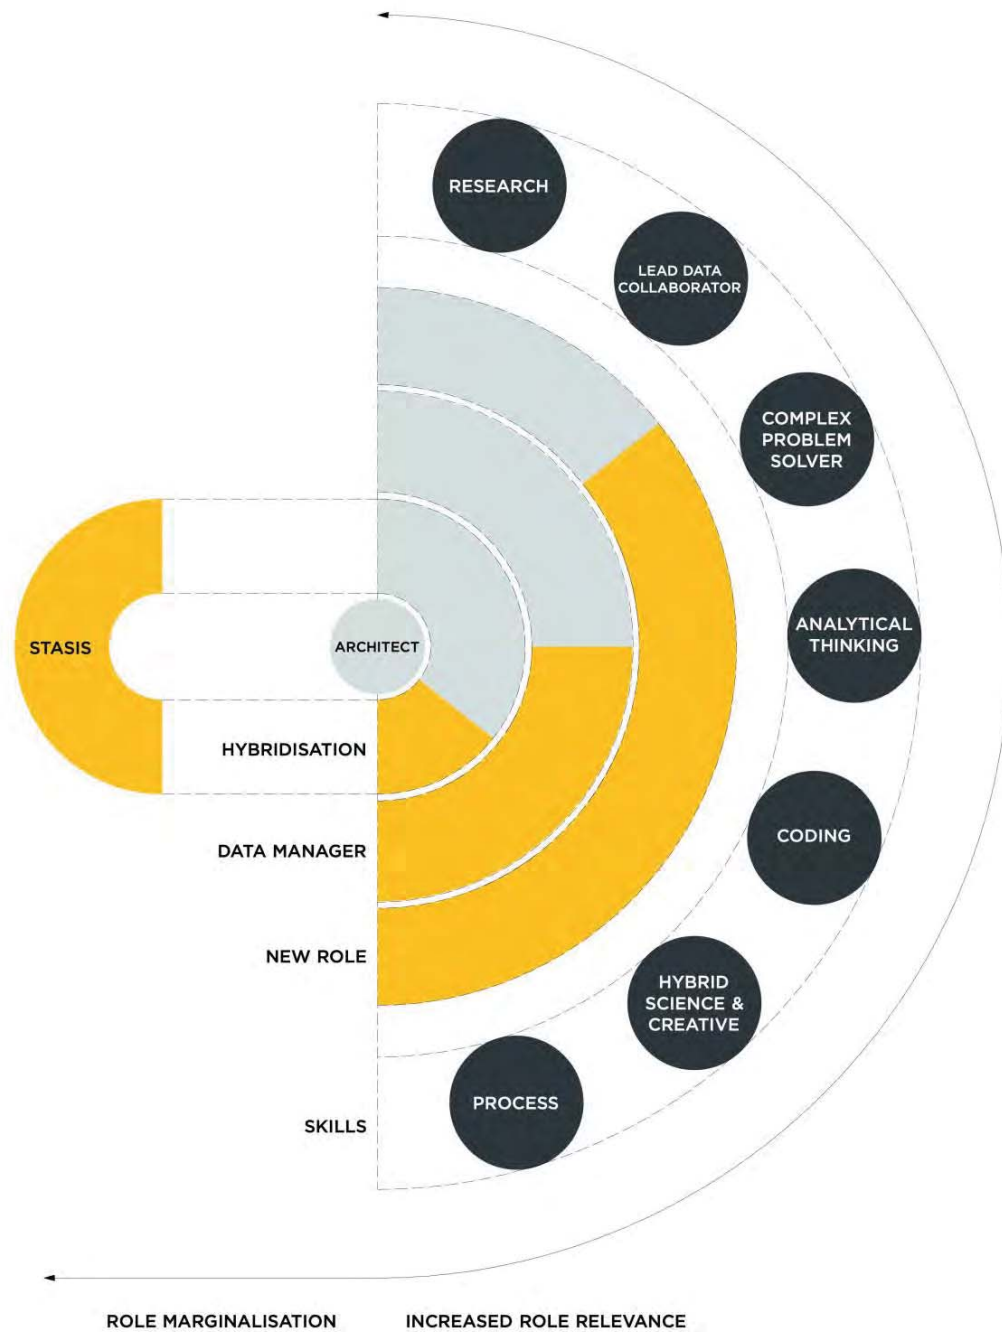 RESEARCH
LEAD DATA
COLLABORATOR
COMPLEX
PROBLEM
SOLVER
STASIS
ARCHITECT
ANALYTICAL
THINKING
HYBRIDISATION
DATA MANAGER
CODING
NEW ROLE
HYBRID
SCIENCE &
CREATIVE
PROCESS
SKILLS
ROLE MARGINALISATION
INCREASED ROLE RELEVANCE